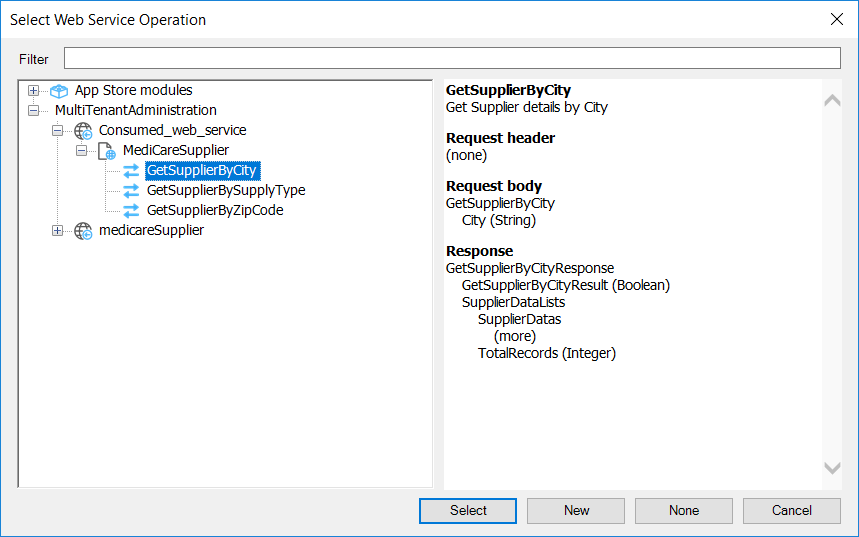 Select Web Service Operation
Filter
App Store modules
MultiTenantAdministration
Consumed_web_service
MediCareSupplier
GetSupplierByCity
GetSupplierBySupplyType
GetSupplierByZipCode
medicareSupplier
GetSupplierByCity
Get Supplier details by City
Request header
(none)
Request body
GetSupplierByCity
City (String)
Response
GetSupplierByCityResponse
GetSupplierByCityResult (Boolean)
SupplierDataLists
SupplierDatas
(more)
TotalRecords (Integer)
Select New None Cancel